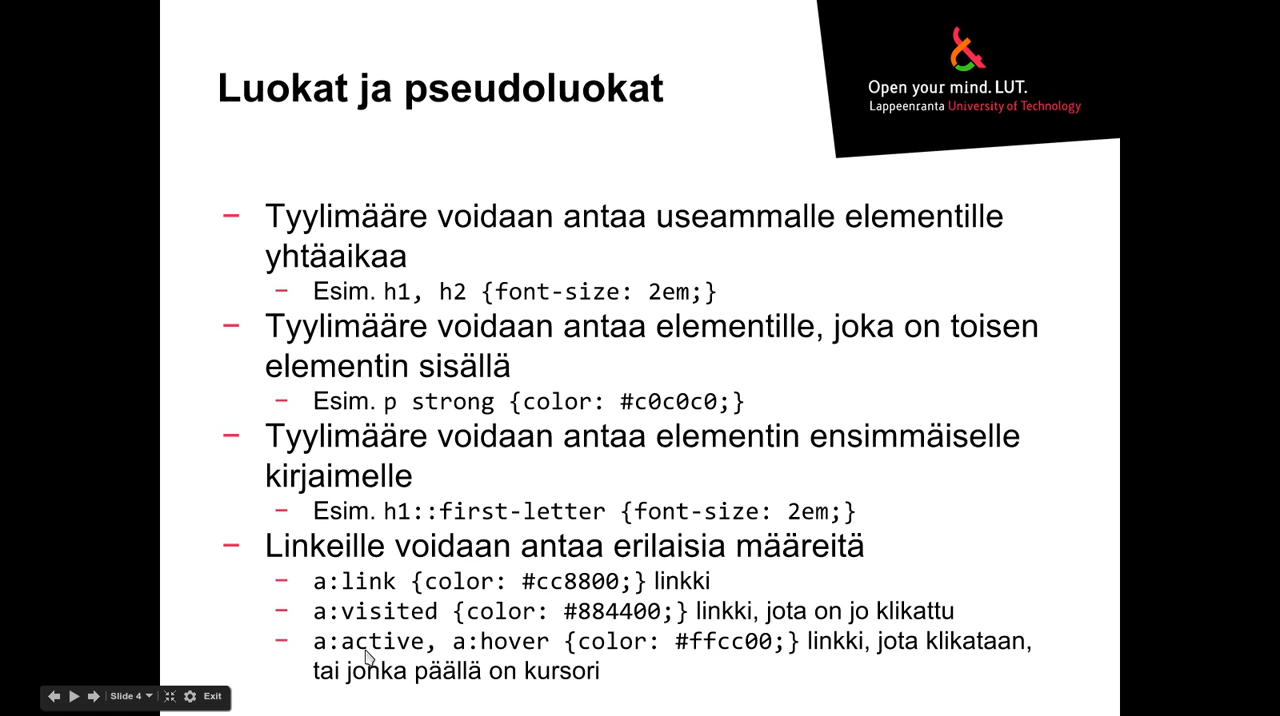 Luokat ja pseudoluokat
Open your mind. LUT.
Lappeenranta University of Technology
– Tyylimääre voidaan antaa useammalle elementille
yhtäaikaa
– Esim. h1, h2 {font-size: 2em;}
– Tyylimääre voidaan antaa elementille, joka on toisen
elementin sisällä
– Esim. p strong {color: #c0c0c0;}
– Tyylimääre voidaan antaa elementin ensimmäiselle
kirjaimelle
– Esim. h1::first-letter {font-size: 2em;}
– Linkeille voidaan antaa erilaisia määreitä
– a:link {color: #cc8800;} linkki
– a:visited {color: #884400;} linkki, jota on jo klikattu
– a:active, a:hover {color: #ffcc00;} linkki, jota klikataan,
tai jonka päällä on kursori
Slide 4 Exit